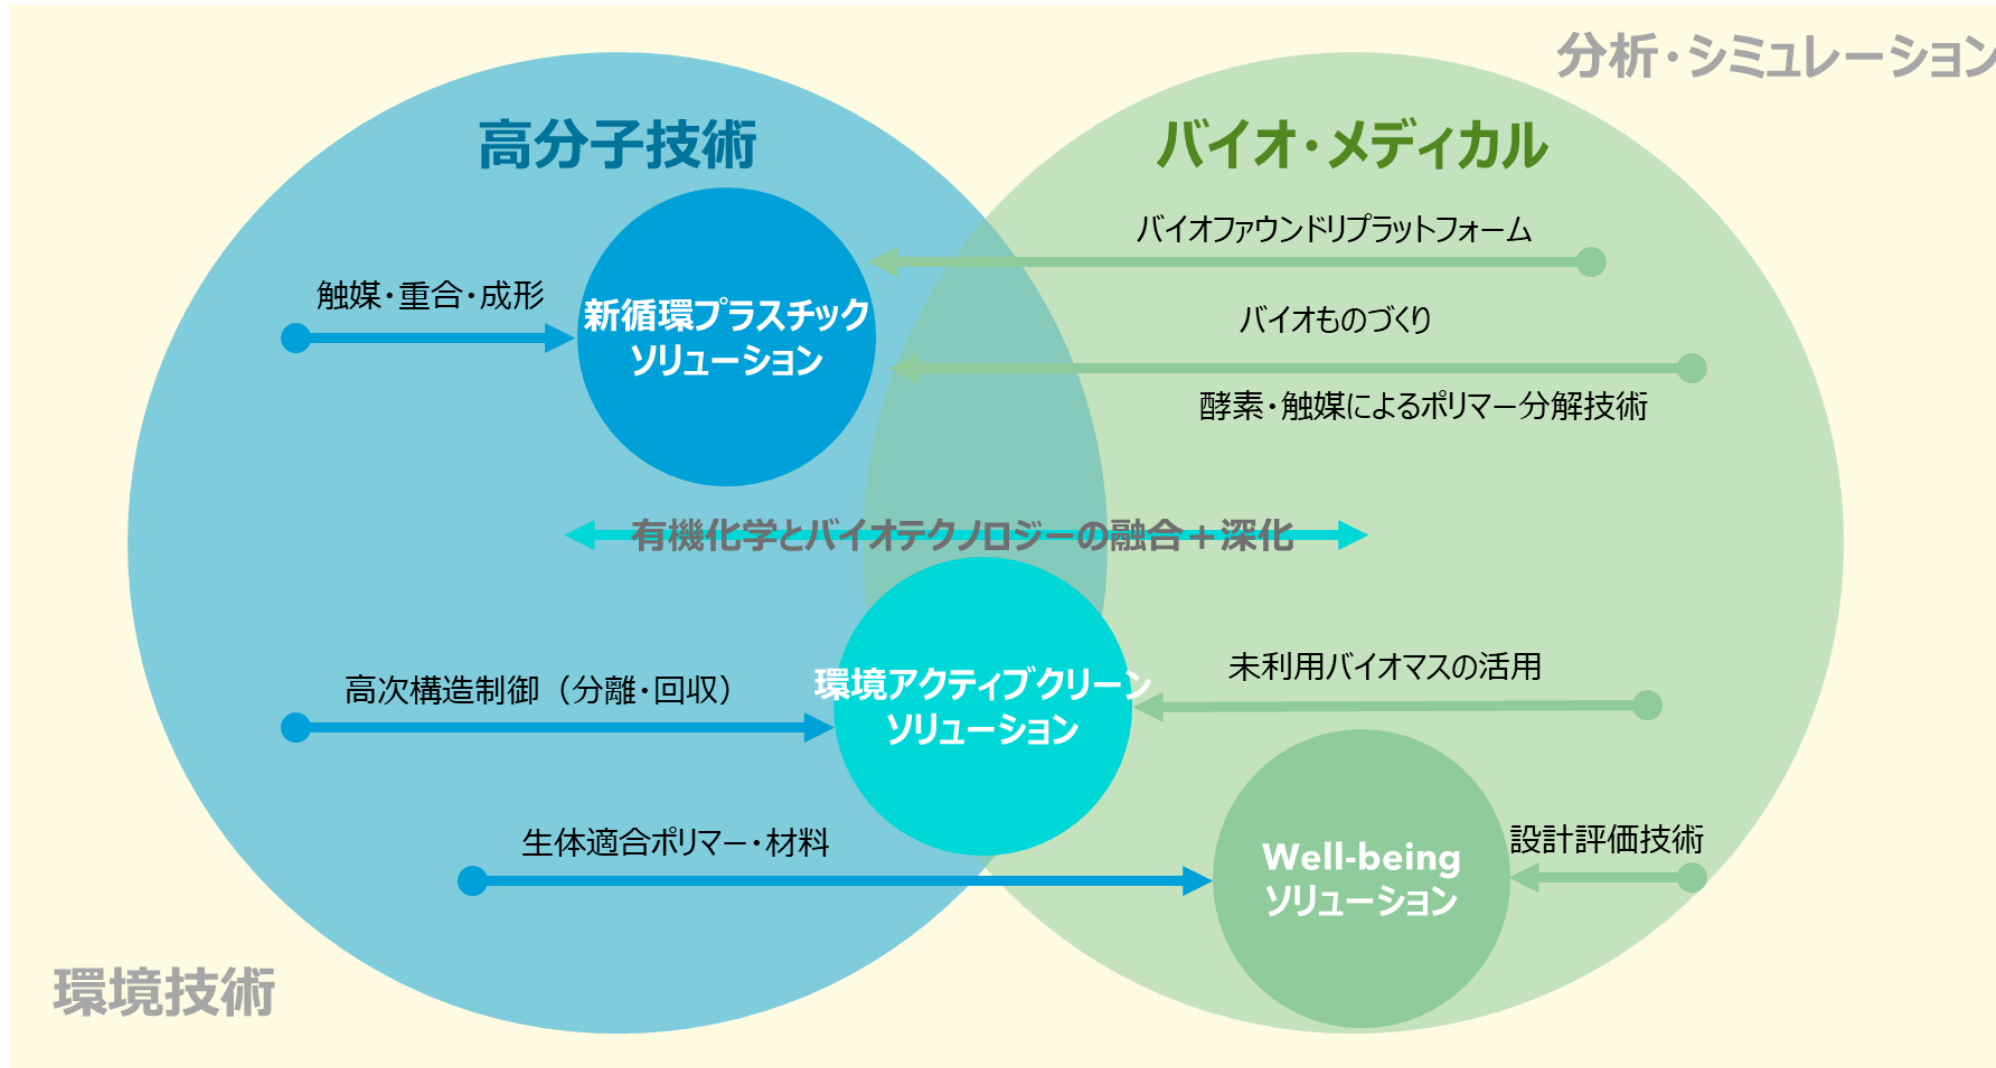 分析・シミュレーション
高分子技術
バイオ・メディカル
バイオファウンドリプラットフォーム
触媒・重合・成形
新循環プラスチック
ソリューション
バイオものづくり
酵素・触媒によるポリマー分解技術
有機化学とバイオテクノロジーの融合＋深化
高次構造制御（分離・回収）
環境アクティブクリーン
ソリューション
未利用バイオマスの活用
生体適合ポリマー・材料
Well-being
ソリューション
設計評価技術
環境技術